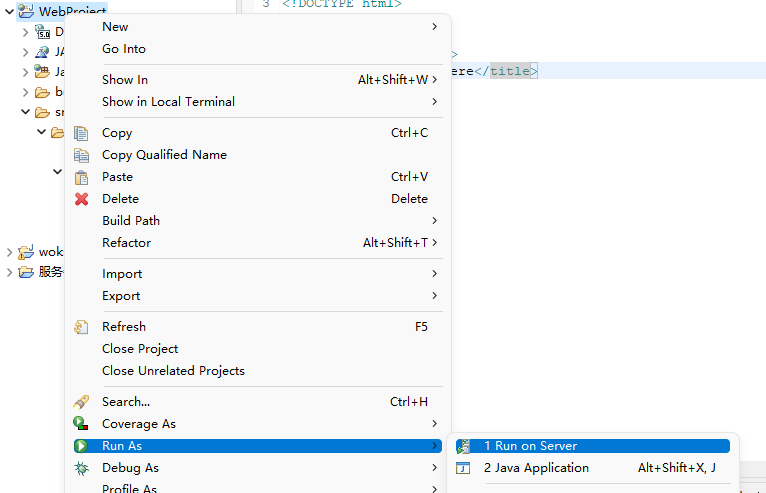 WebProject
3 <!DOCTYPE html>
New
Go Into
>
ere</title>
Show In Alt+Shift+W
Show in Local Terminal
Copy Ctrl+C
Copy Qualified Name
Paste Ctrl+V
Delete Delete
Build Path
Refactor Alt+Shift+T
Import
Export
Refresh F5
Close Project
Close Unrelated Projects
Search... Ctrl+H
Coverage As
Run As
1 Run on Server
Debug As
2 Java Application Alt+Shift+X, J
Profile As
D
5.0
JA
Ja
b
sr
wok
服务